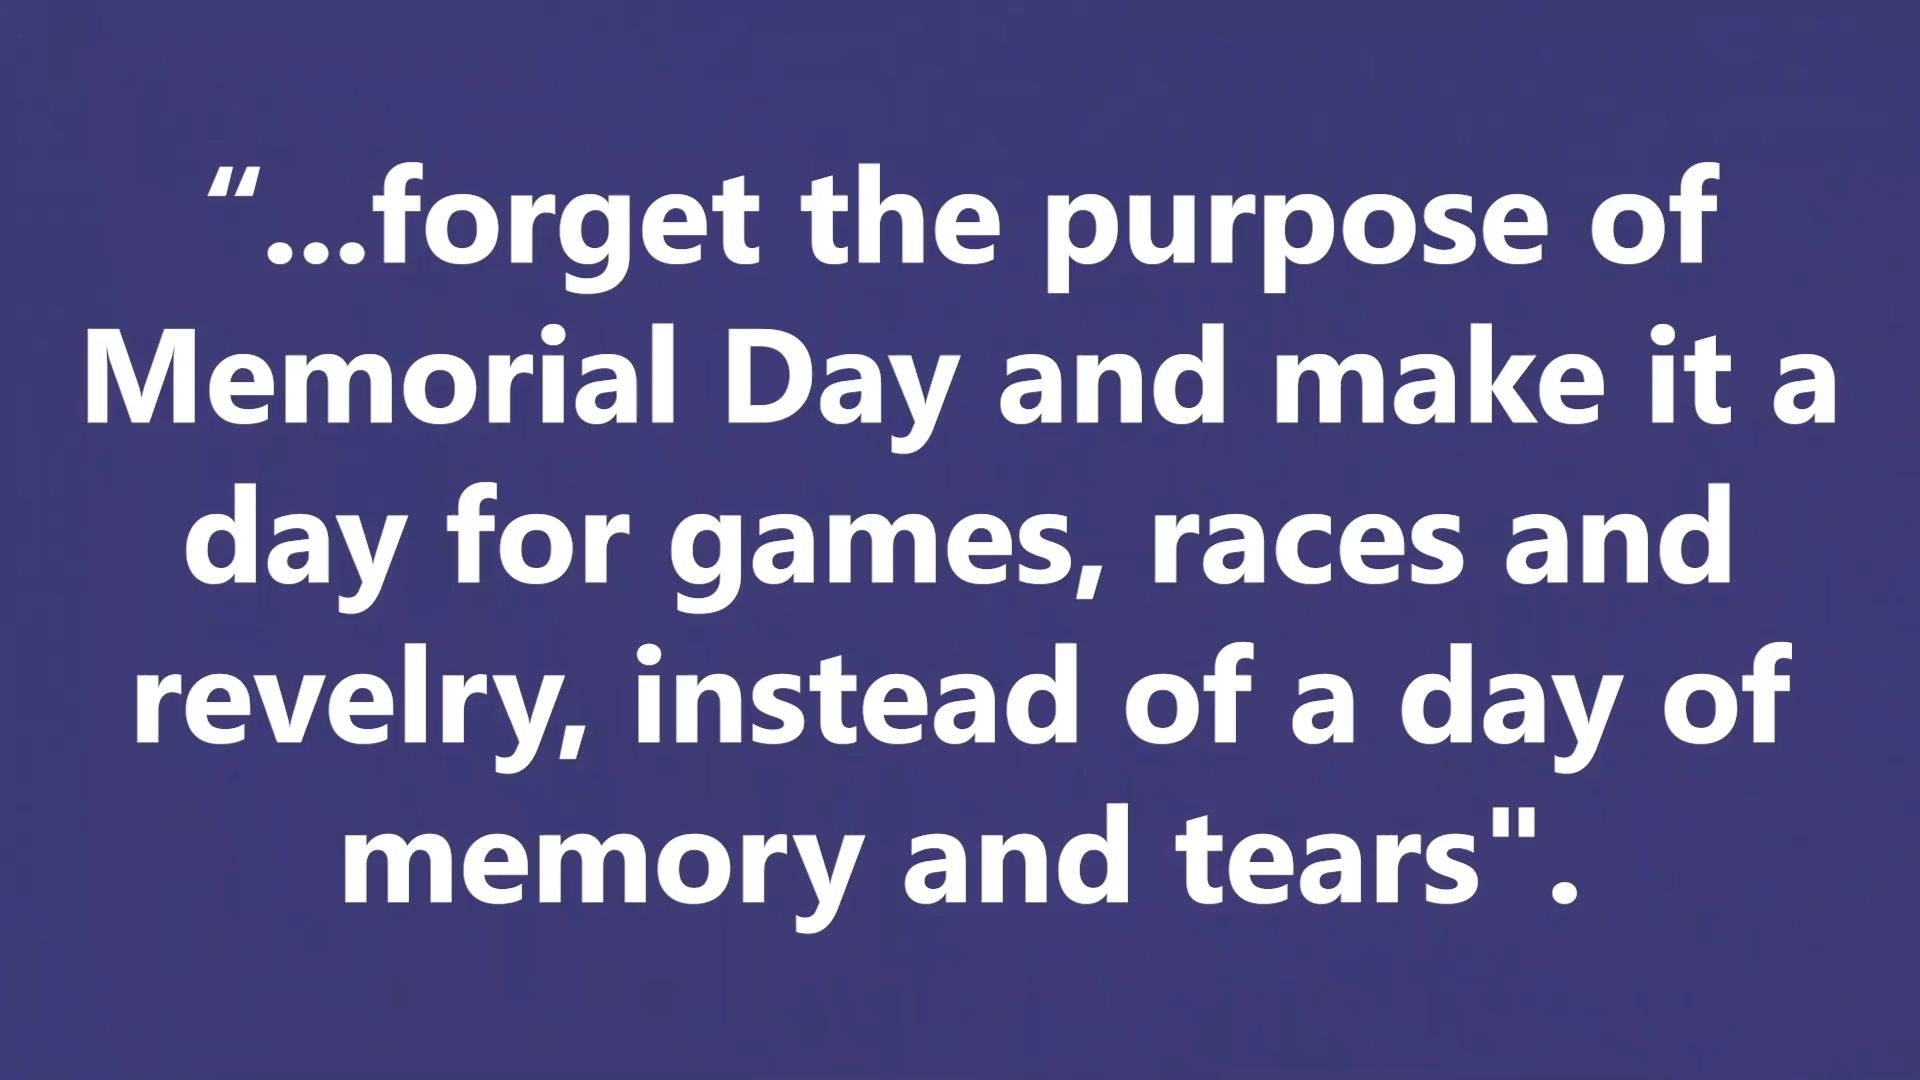 “...forget the purpose of
Memorial Day and make it a
day for games, races and
revelry, instead of a day of
memory and tears".